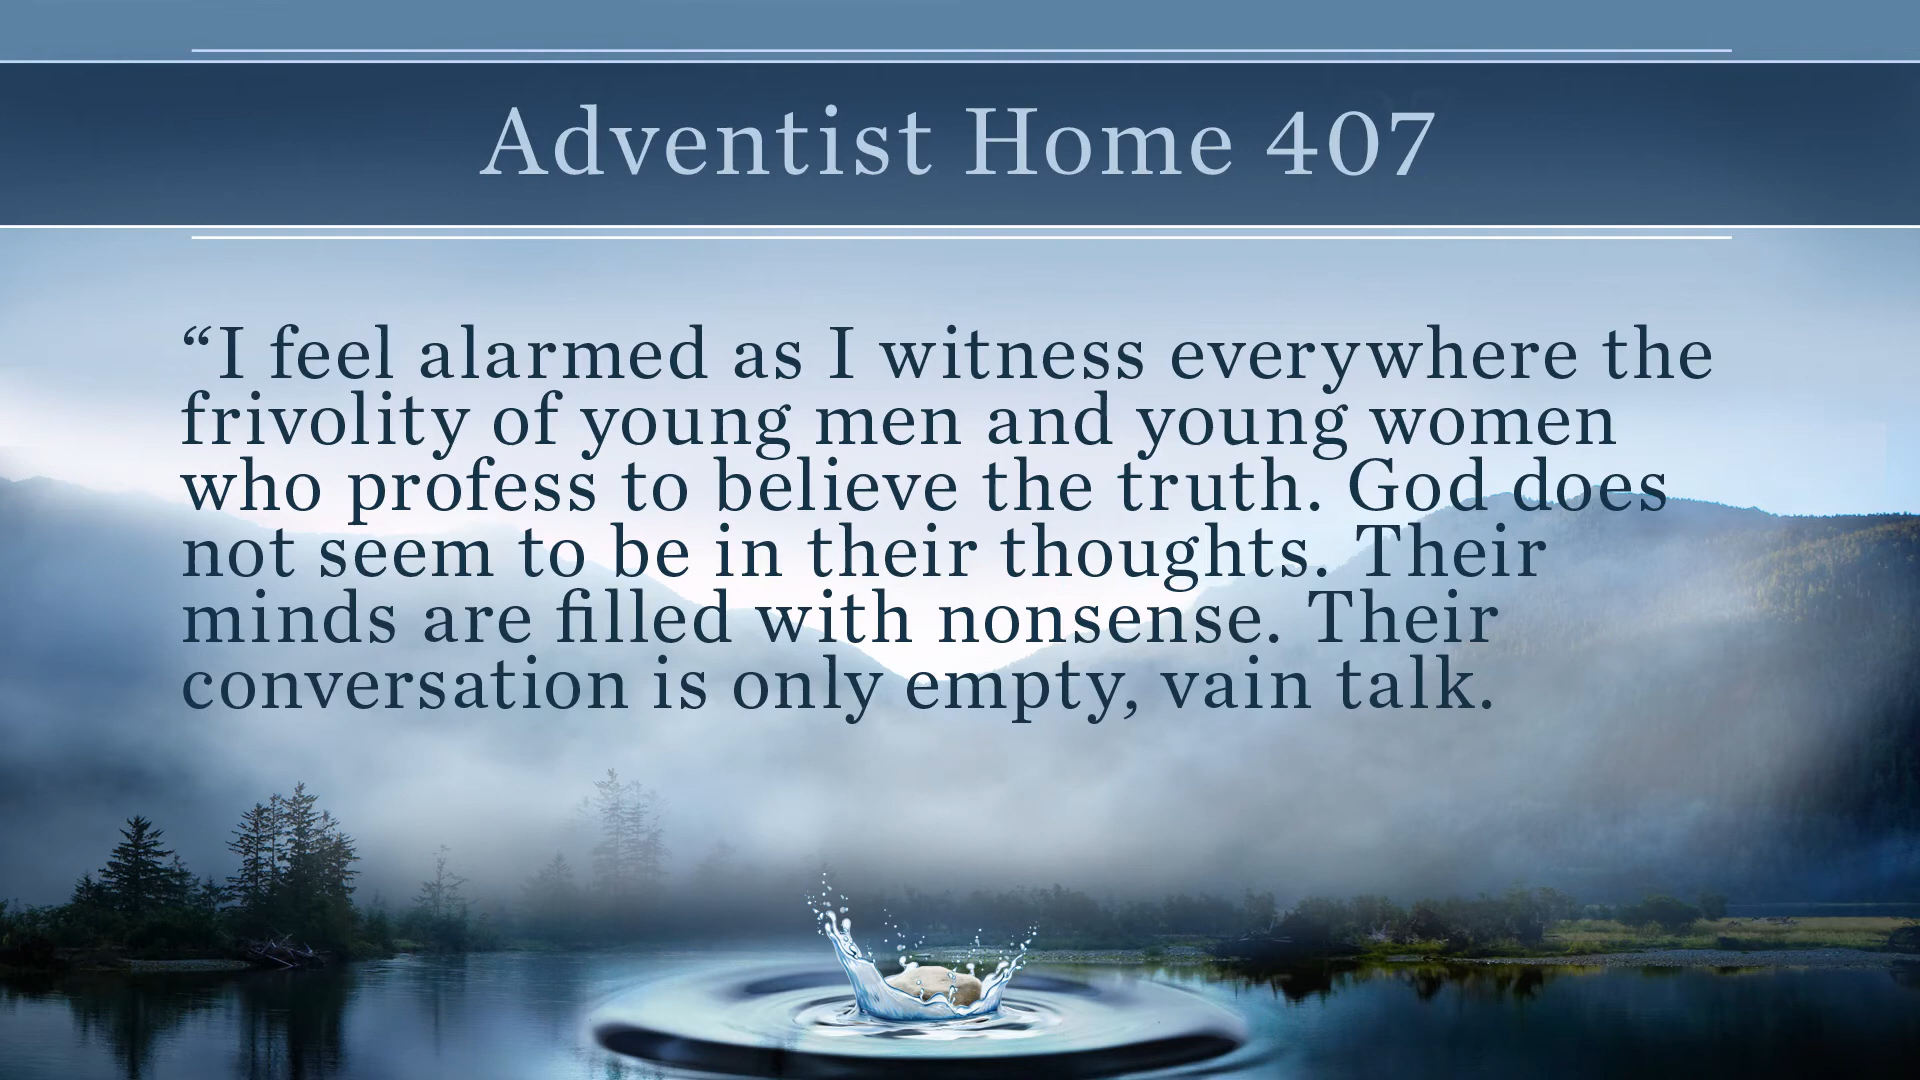 Adventist Home 407
“I feel alarmed as I witness everywhere the
frivolity of young men and young women
who profess to believe the truth. God does
not seem to be in their thoughts. Their
minds are filled with nonsense. Their
conversation is only empty, vain talk.